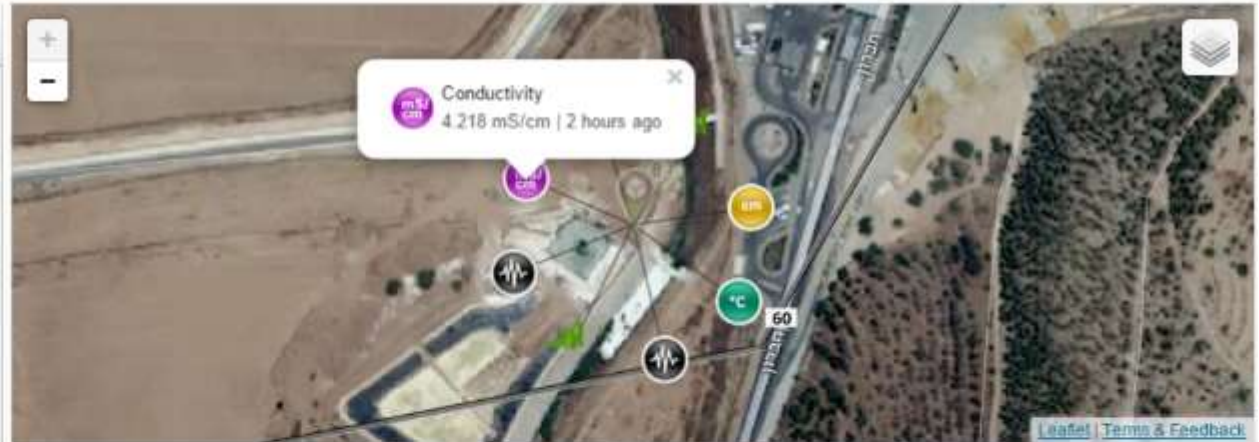 +
−
mS/
cm
Conductivity
4.218 mS/cm | 2 hours ago
cm
°C
60
Leaflet | Terms & Feedback